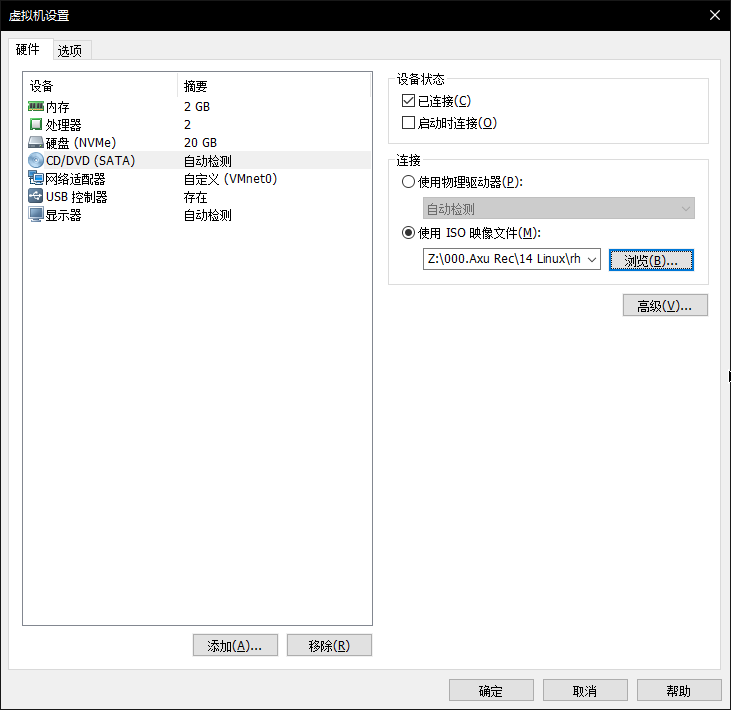 虚拟机设置
硬件 选项
设备 摘要
内存 2 GB
处理器 2
硬盘 (NVMe) 20 GB
CD/DVD (SATA) 自动检测
网络适配器 自定义 (VMnet0)
USB 控制器 存在
显示器 自动检测
添加(A)... 移除(R)
设备状态
已连接(C)
启动时连接(O)
连接
使用物理驱动器(P):
自动检测
使用 ISO 映像文件(M):
Z:\000.Axu Rec\14 Linux\rh 浏览(B)...
高级(V)...
确定 取消 帮助